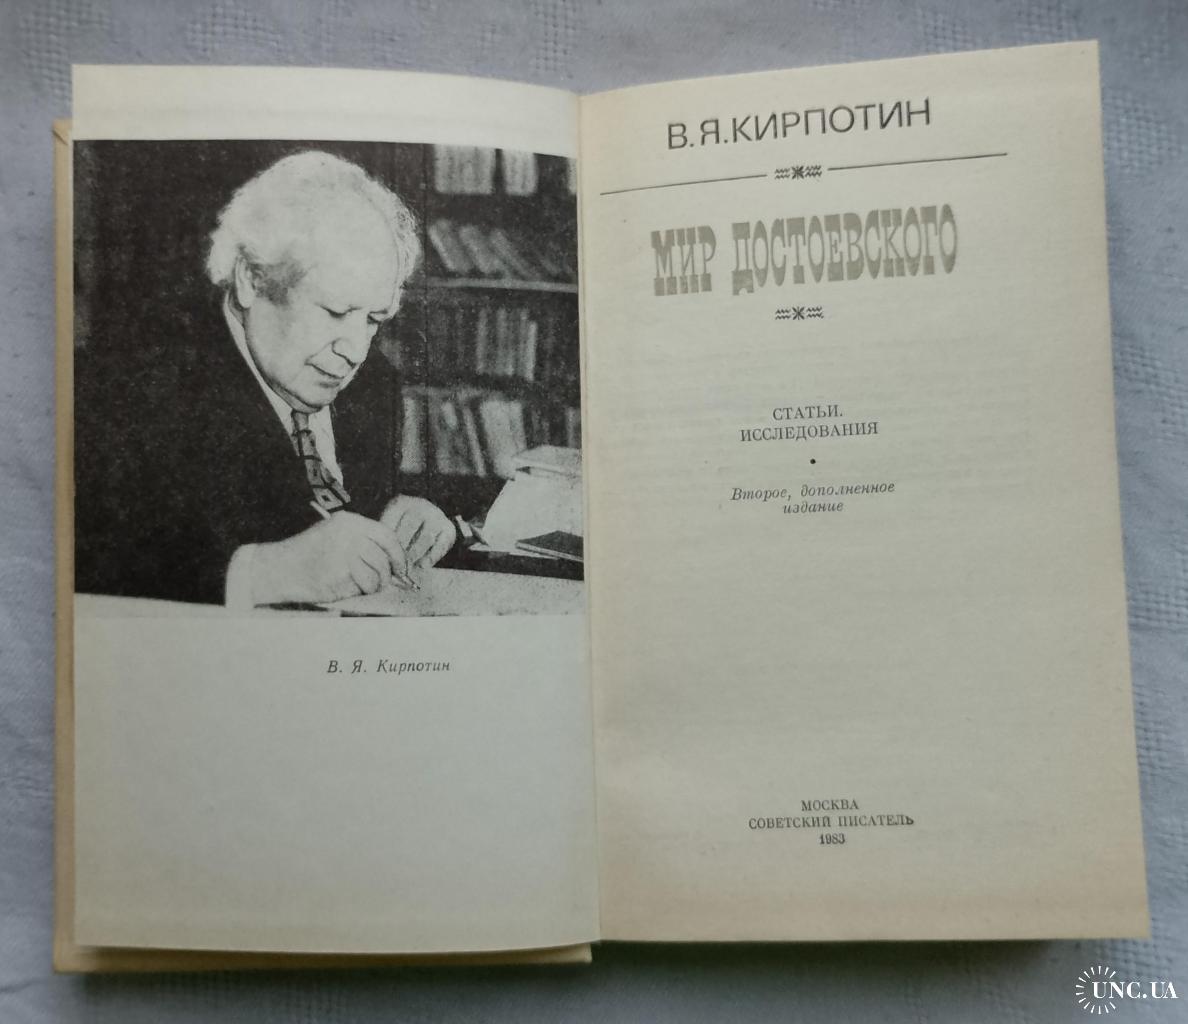 В. Я. Кирпотин
В.Я.КИРПОТИН
МИР ДОСТОЕВСКОГО
СТАТЬИ.
ИССЛЕДОВАНИЯ
Второе, дополненное
издание
МОСКВА
СОВЕТСКИЙ ПИСАТЕЛЬ
1983
UNC.UA